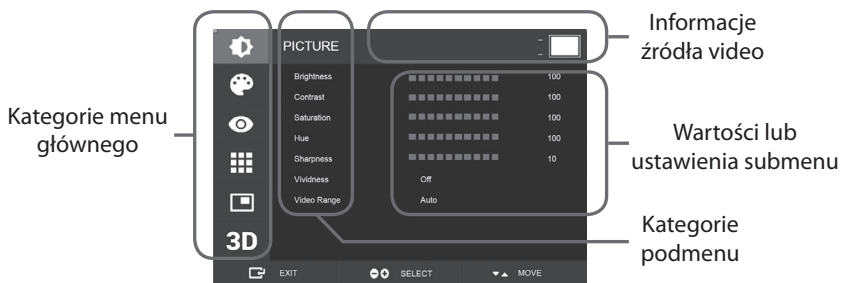 Informacje
źródła video
PICTURE
Brightness 100
Contrast 100
Saturation 100
Hue 100
Sharpness 10
Vividness Off
Video Range Auto
3D
EXIT SELECT MOVE
Kategorie menu
głównego
Wartości lub
ustawienia submenu
Kategorie
podmenu